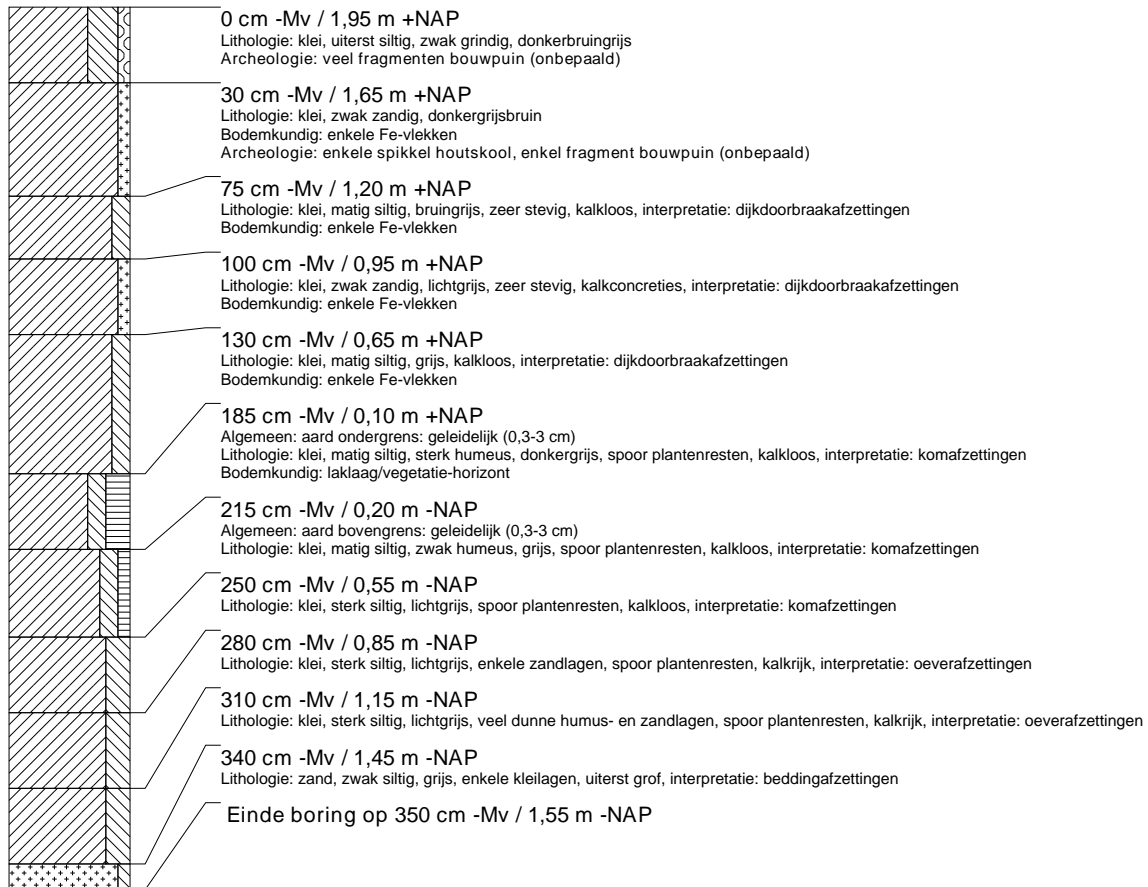 0 cm -Mv / 1,95 m +NAP
Lithologie: klei, uiterst siltig, zwak grindig, donkerbruingrijs
Archeologie: veel fragmenten bouwpuin (onbepaald)
30 cm -Mv / 1,65 m +NAP
Lithologie: klei, zwak zandig, donkergrijsbruin
Bodemkundig: enkele Fe-vlekken
Archeologie: enkele spikkel houtskool, enkel fragment bouwpuin (onbepaald)
75 cm -Mv / 1,20 m +NAP
Lithologie: klei, matig siltig, bruingrijs, zeer stevig, kalkloos, interpretatie: dijkdoorbraakafzettingen
Bodemkundig: enkele Fe-vlekken
100 cm -Mv / 0,95 m +NAP
Lithologie: klei, zwak zandig, lichtgrijs, zeer stevig, kalkconcreties, interpretatie: dijkdoorbraakafzettingen
Bodemkundig: enkele Fe-vlekken
130 cm -Mv / 0,65 m +NAP
Lithologie: klei, matig siltig, grijs, kalkloos, interpretatie: dijkdoorbraakafzettingen
Bodemkundig: enkele Fe-vlekken
185 cm -Mv / 0,10 m +NAP
Algemeen: aard ondergrens: geleidelijk (0,3-3 cm)
Lithologie: klei, matig siltig, sterk humeus, donkergrijs, spoor plantenresten, kalkloos, interpretatie: komafzettingen
Bodemkundig: laklaag/vegetatie-horizont
215 cm -Mv / 0,20 m -NAP
Algemeen: aard bovengrens: geleidelijk (0,3-3 cm)
Lithologie: klei, matig siltig, zwak humeus, grijs, spoor plantenresten, kalkloos, interpretatie: komafzettingen
250 cm -Mv / 0,55 m -NAP
Lithologie: klei, sterk siltig, lichtgrijs, spoor plantenresten, kalkloos, interpretatie: komafzettingen
280 cm -Mv / 0,85 m -NAP
Lithologie: klei, sterk siltig, lichtgrijs, enkele zandlagen, spoor plantenresten, kalkrijk, interpretatie: oeverafzettingen
310 cm -Mv / 1,15 m -NAP
Lithologie: klei, sterk siltig, lichtgrijs, veel dunne humus- en zandlagen, spoor plantenresten, kalkrijk, interpretatie: oeverafzettingen
340 cm -Mv / 1,45 m -NAP
Lithologie: zand, zwak siltig, grijs, enkele kleilagen, uiterst grof, interpretatie: beddingafzettingen
Einde boring op 350 cm -Mv / 1,55 m -NAP